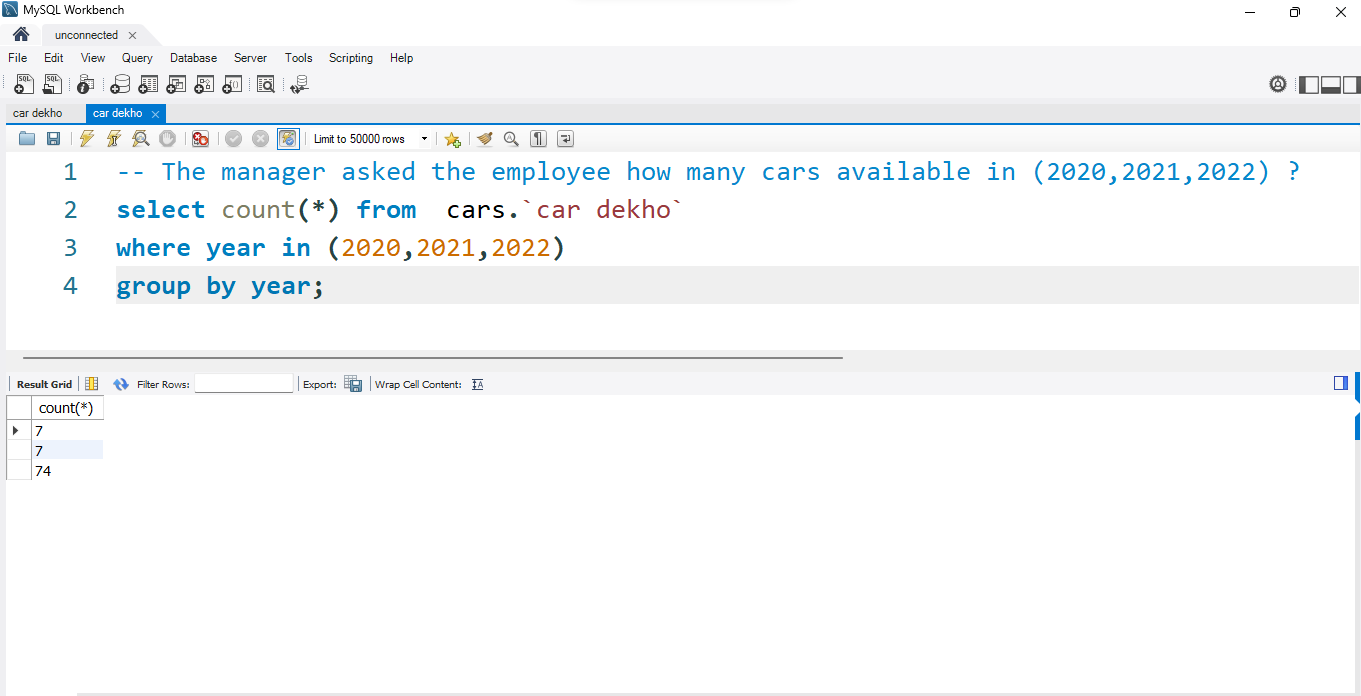 MySQL Workbench
unconnected
File Edit View Query Database Server Tools Scripting Help
car dekho car dekho
Limit to 50000 rows
1 -- The manager asked the employee how many cars available in (2020,2021,2022) ?
2 select count(*) from  cars.`car dekho`
3 where year in (2020,2021,2022)
4 group by year;
Result Grid Filter Rows: Export: Wrap Cell Content: IA
count(*)
7
7
74